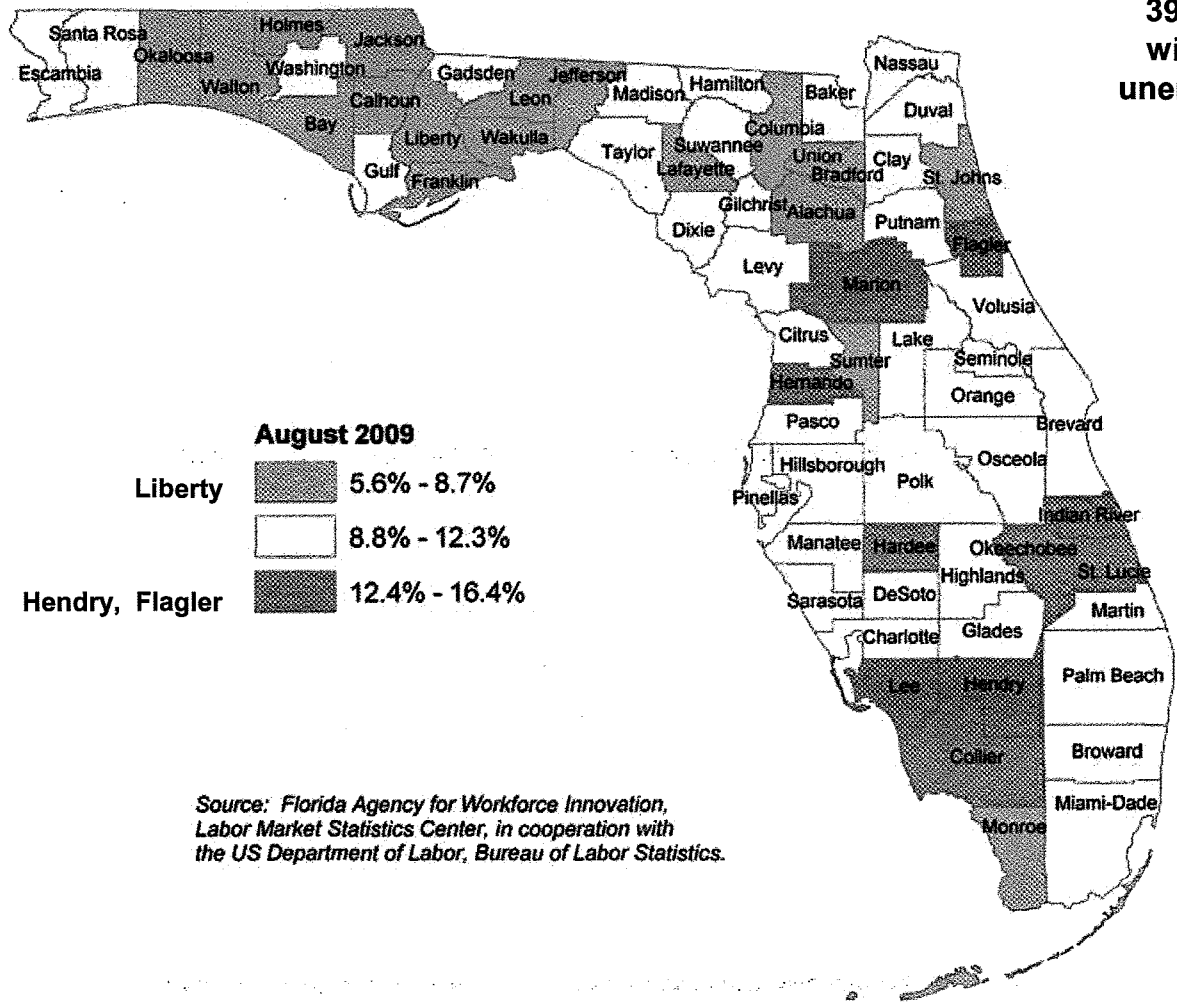 39
wi
une
Santa Rosa
Holmes
Jackson
Okaloosa
Escambia
Walton
Washington
Gadsden
Jefferson
Leon
Madison
Hamilton
Baker
Nassau
Duval
Calhoun
Bay
Liberty
Wakulla
Gulf
Franklin
Taylor
Lafayette
Suwannee
Columbia
Union
Bradford
Clay
St. Johns
Gilchrist
Alachua
Putnam
Dixie
Flagler
Levy
Marion
Volusia
Citrus
Lake
Sumter
Seminole
Hernando
Orange
Pasco
Brevard
Hillsborough
Polk
Osceola
Pinellas
Indian River
Manatee
Hardee
Okeechobee
Highlands
St. Lucie
Sarasota
DeSoto
Martin
Charlotte
Glades
Lee
Hendry
Palm Beach
Collier
Broward
Miami-Dade
Monroe
August 2009
Liberty 5.6% - 8.7%
8.8% - 12.3%
Hendry, Flagler 12.4% - 16.4%
Source: Florida Agency for Workforce Innovation,
Labor Market Statistics Center, in cooperation with
the US Department of Labor, Bureau of Labor Statistics.